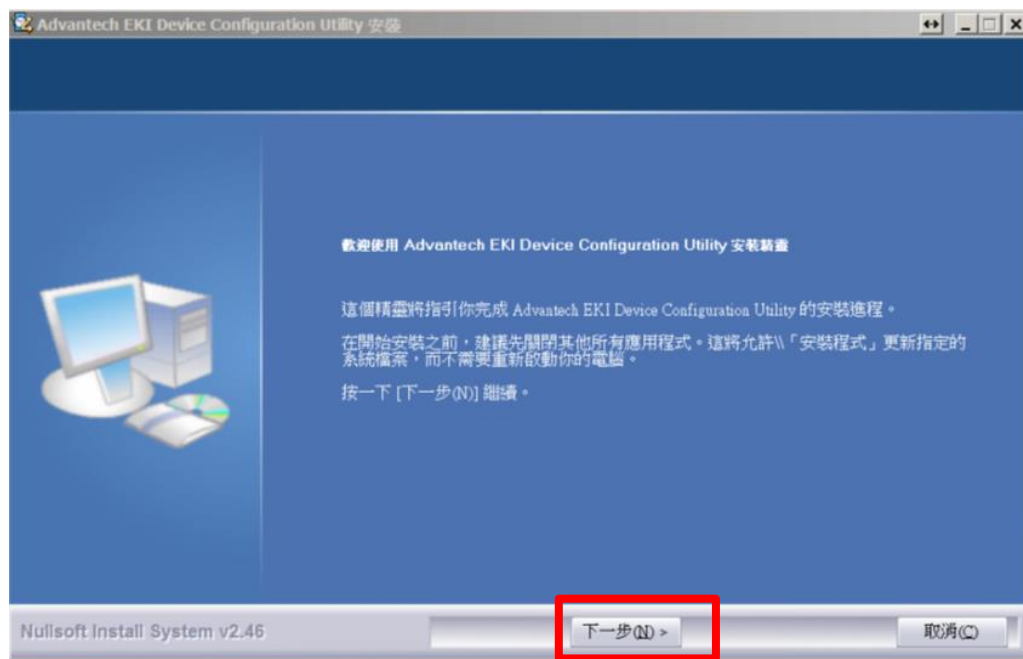 Advantech EKI Device Configuration Utility 安裝
歡迎使用 Advantech EKI Device Configuration Utility 安裝精靈
這個精靈將指引你完成 Advantech EKI Device Configuration Utility 的安裝進程。
在開始安裝之前，建議先關閉其他所有應用程式。這將允許\\「安裝程式」更新指定的
系統檔案，而不需要重新啟動你的電腦。
按一下 [下一步(N)] 繼續。
Nullsoft Install System v2.46
下一步(N) >
取消(C)